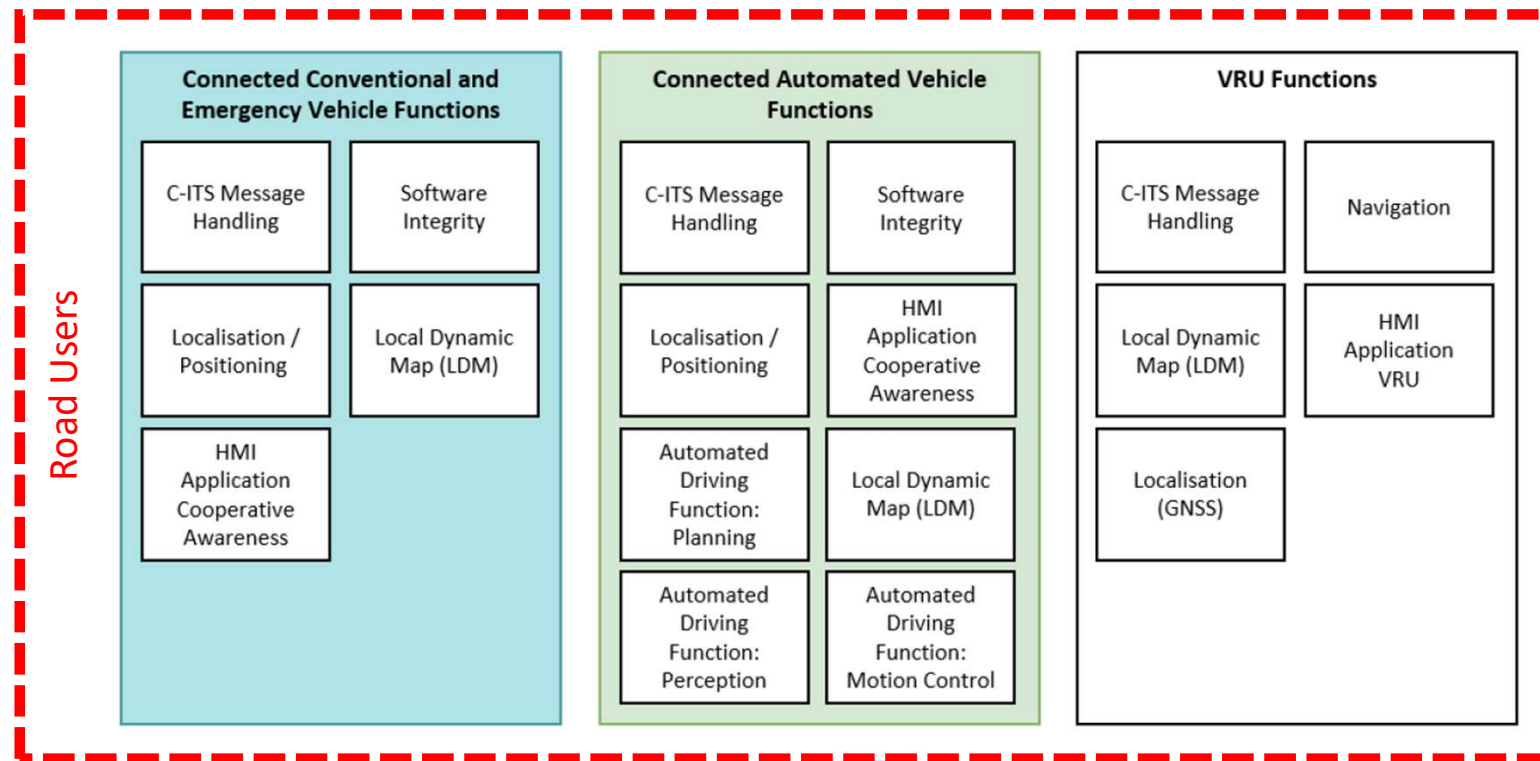 Road Users
Connected Conventional and
Emergency Vehicle Functions
C-ITS Message
Handling
Software
Integrity
Localisation /
Positioning
Local Dynamic
Map (LDM)
HMI
Application
Cooperative
Awareness
Connected Automated Vehicle
Functions
C-ITS Message
Handling
Software
Integrity
Localisation /
Positioning
HMI
Application
Cooperative
Awareness
Automated
Driving
Function:
Planning
Local Dynamic
Map (LDM)
Automated
Driving
Function:
Perception
Automated
Driving
Function:
Motion Control
VRU Functions
C-ITS Message
Handling
Navigation
Local Dynamic
Map (LDM)
HMI
Application
VRU
Localisation
(GNSS)